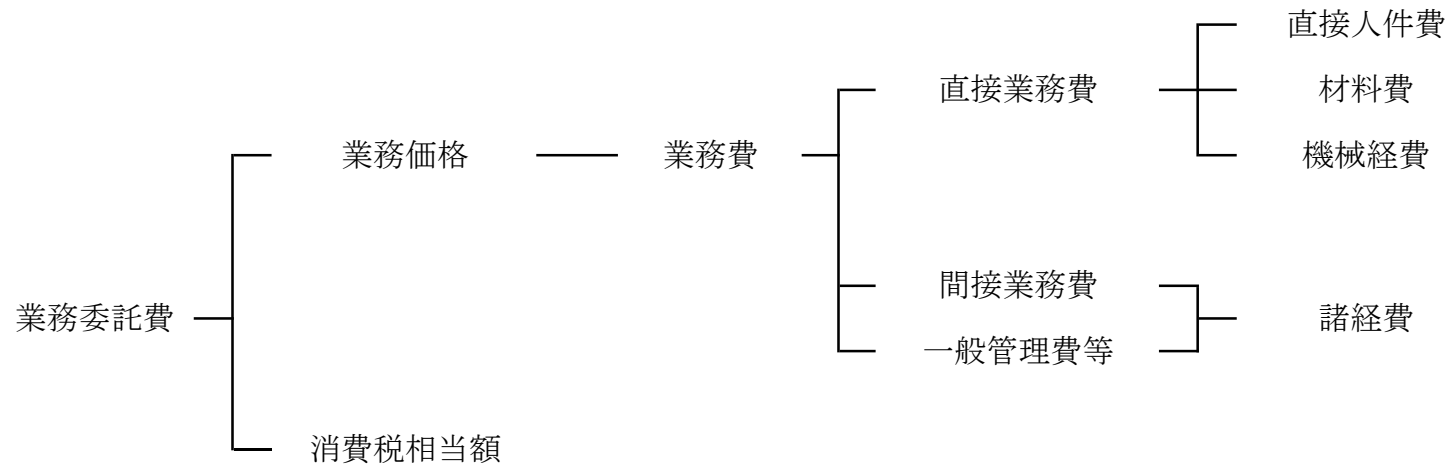 直接人件費
直接業務費
材料費
業務価格
業務費
機械経費
間接業務費
業務委託費
諸経費
一般管理費等
消費税相当額